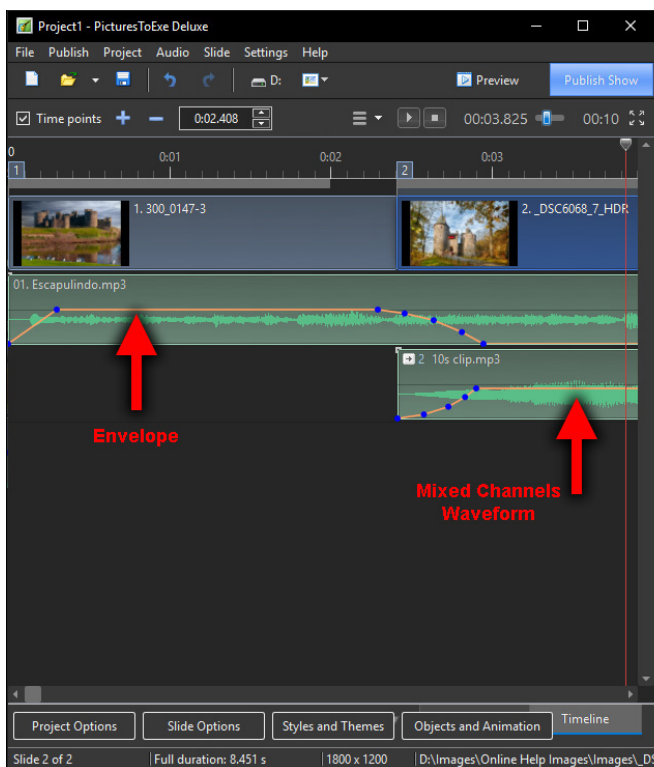 Project1 - PicturesToExe Deluxe
File Publish Project Audio Slide Settings Help
D: Preview Publish Show
Time points 0:02.408 00:03.825 00:10
0 0:01 0:02 0:03
1 2
1. 300_0147-3 2. _DSC6068_7_HDR
01. Escapulindo.mp3
2 10s clip.mp3
Envelope
Mixed Channels
Waveform
Project Options Slide Options Styles and Themes Objects and Animation Timeline
Slide 2 of 2 Full duration: 8.451 s 1800 x 1200 D:\Images\Online Help Images\Images\_DS